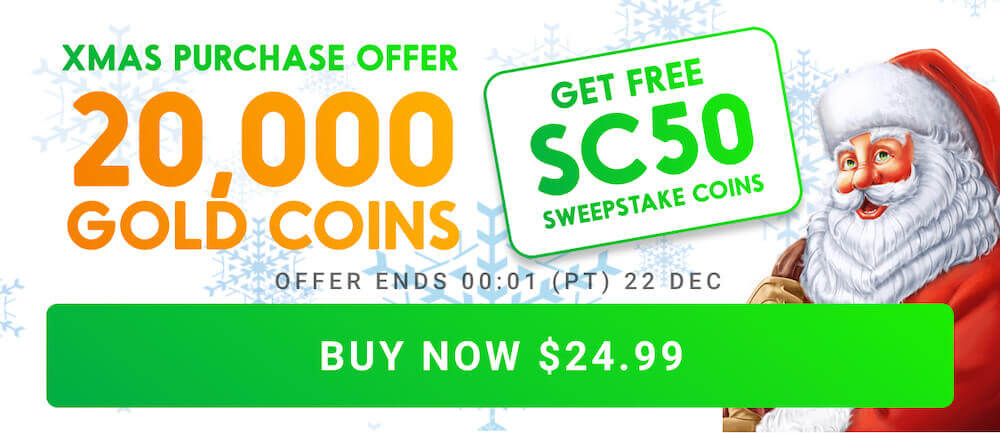 XMAS PURCHASE OFFER
20,000
GOLD COINS
GET FREE
SC50
SWEEPSTAKE COINS
OFFER ENDS 00:01 (PT) 22 DEC
BUY NOW $24.99